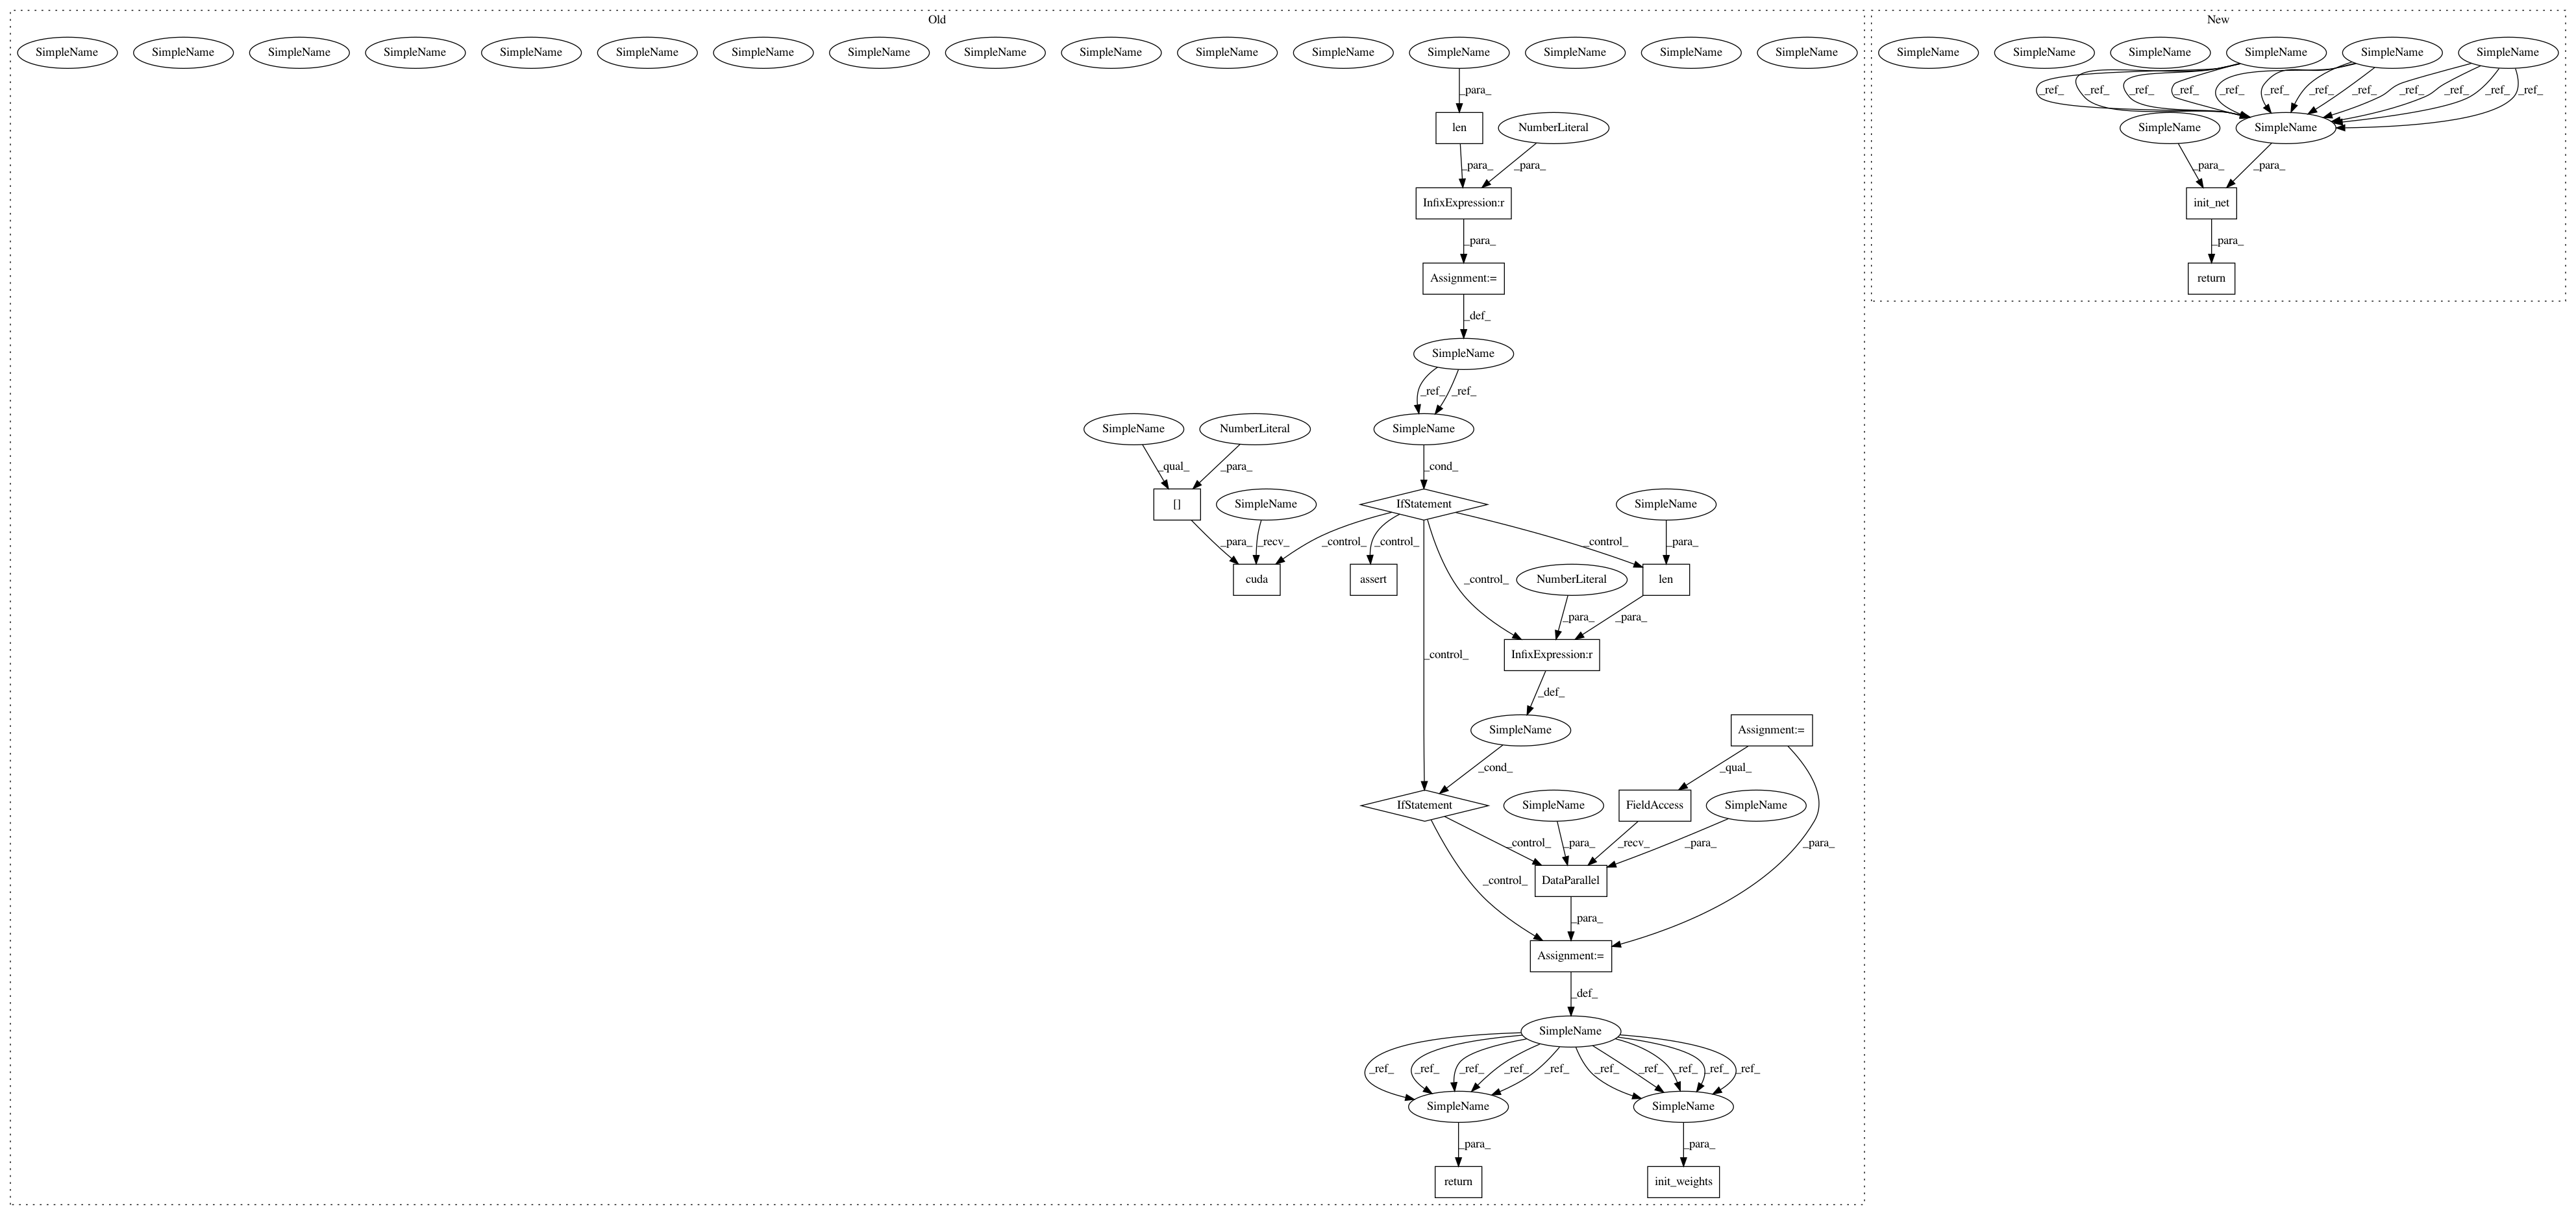 Old
New
SimpleName SimpleName SimpleName SimpleName SimpleName SimpleName SimpleName SimpleName SimpleName SimpleName SimpleName SimpleName SimpleName SimpleName SimpleName SimpleName SimpleName SimpleName SimpleName SimpleName SimpleName SimpleName
_para_ _ref_ _ref_ _ref_ _ref_ _ref_ _ref_ _ref_ _ref_ _ref_ _ref_ _ref_ _ref_
len NumberLiteral SimpleName SimpleName
_para_ _para_ _para_ _para_
InfixExpression:r init_net
_para_ _para_
Assignment:= return
_def_
SimpleName
_ref_ _ref_
SimpleName NumberLiteral SimpleName
_qual_ _para_ _cond_
[] SimpleName IfStatement SimpleName
_para_ _recv_ _control_ _control_ _control_ _para_
cuda assert NumberLiteral len
_control_ _para_ _para_
_control_ InfixExpression:r
_def_
SimpleName Assignment:=
_cond_ _qual_
IfStatement SimpleName FieldAccess SimpleName
_control_ _para_ _recv_ _para_ _para_
_control_ DataParallel
_para_
Assignment:=
_def_
SimpleName
_ref_ _ref_ _ref_ _ref_ _ref_ _ref_ _ref_ _ref_ _ref_ _ref_
SimpleName SimpleName
_para_ _para_
return init_weights